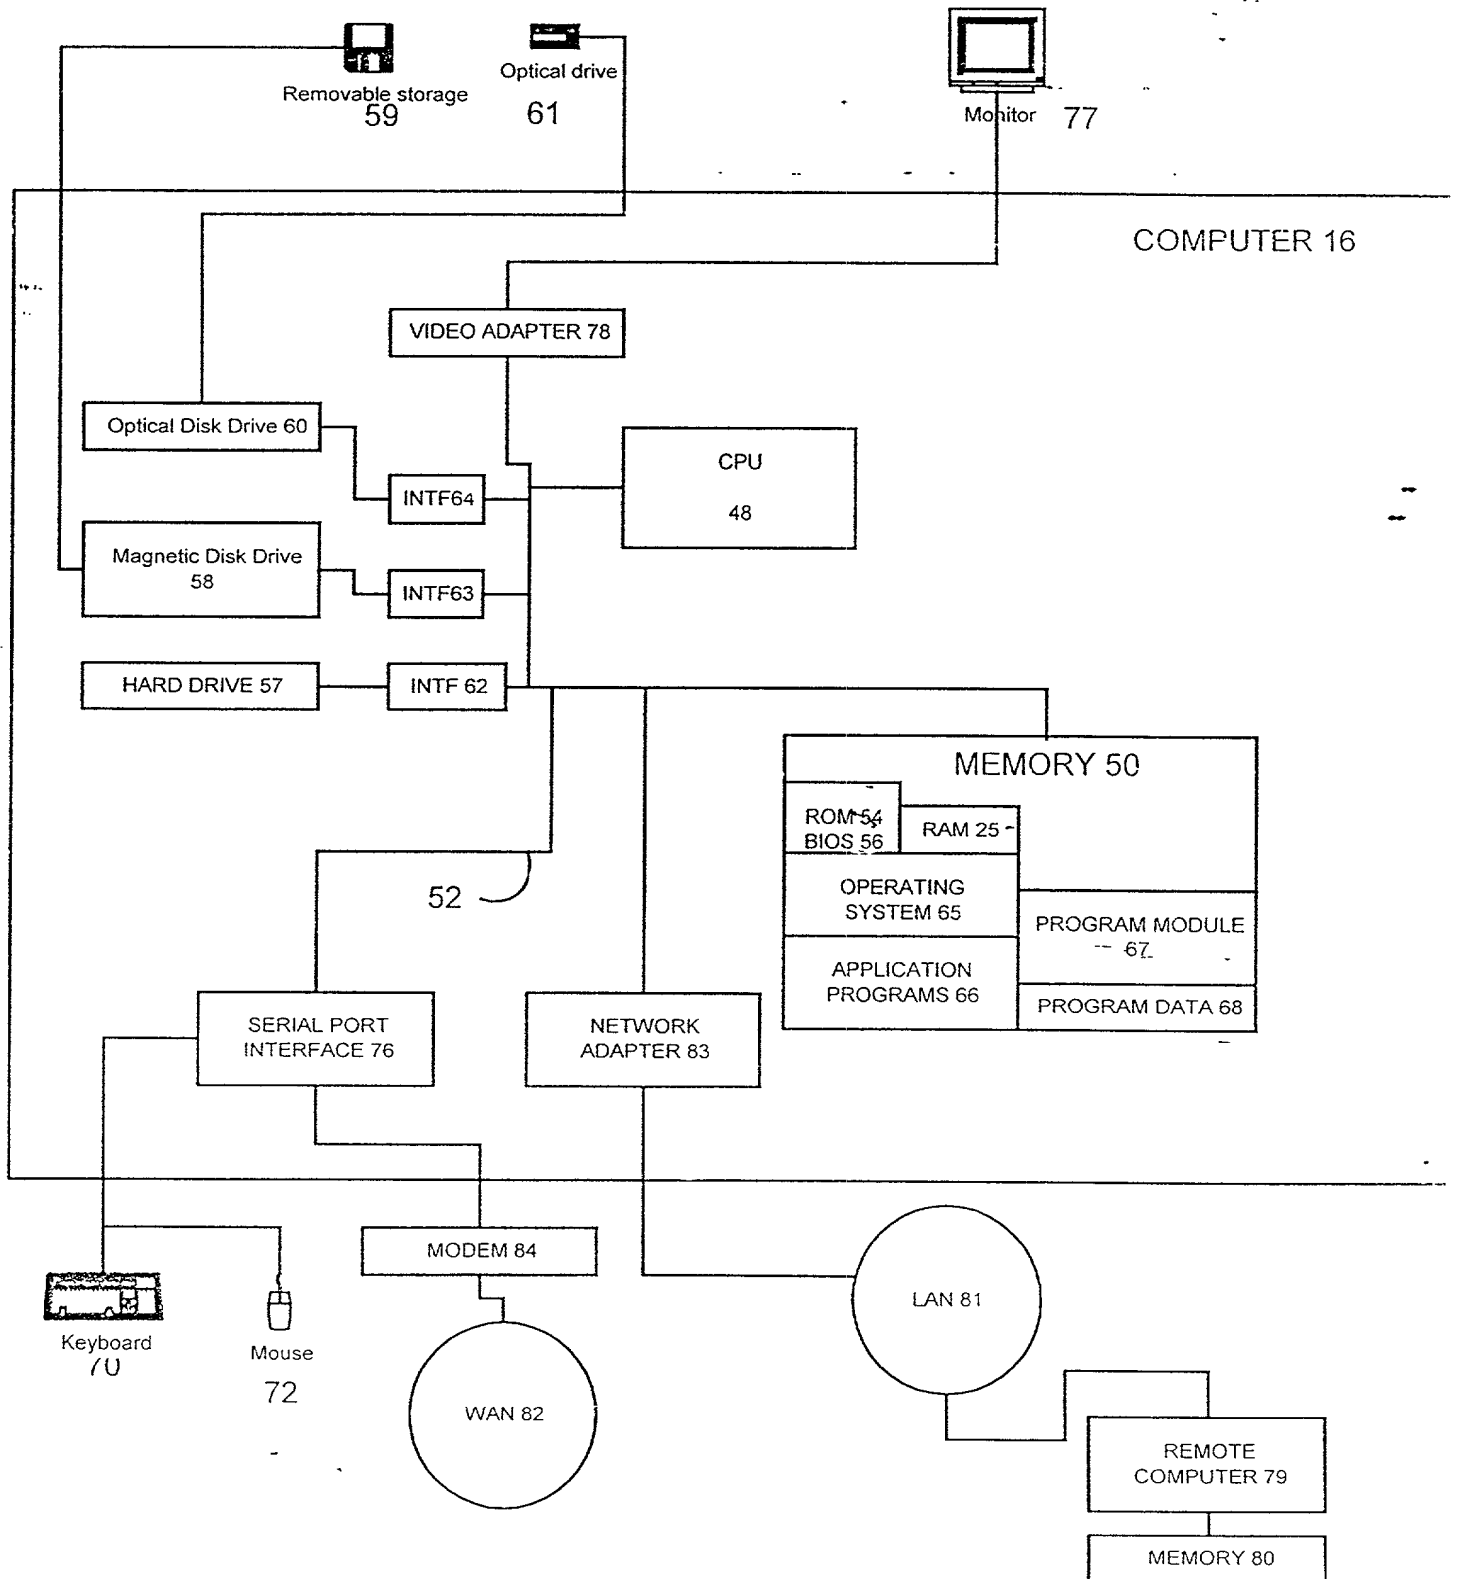 Removable storage
59
Optical drive
61
Monitor
77
COMPUTER 16
VIDEO ADAPTER 78
Optical Disk Drive 60
CPU
48
INTF64
Magnetic Disk Drive
58
INTF63
HARD DRIVE 57
INTF 62
MEMORY 50
ROM 54
BIOS 56
RAM 25
OPERATING
SYSTEM 65
PROGRAM MODULE
67
APPLICATION
PROGRAMS 66
PROGRAM DATA 68
52
SERIAL PORT
INTERFACE 76
NETWORK
ADAPTER 83
MODEM 84
LAN 81
Keyboard
70
Mouse
72
WAN 82
REMOTE
COMPUTER 79
MEMORY 80